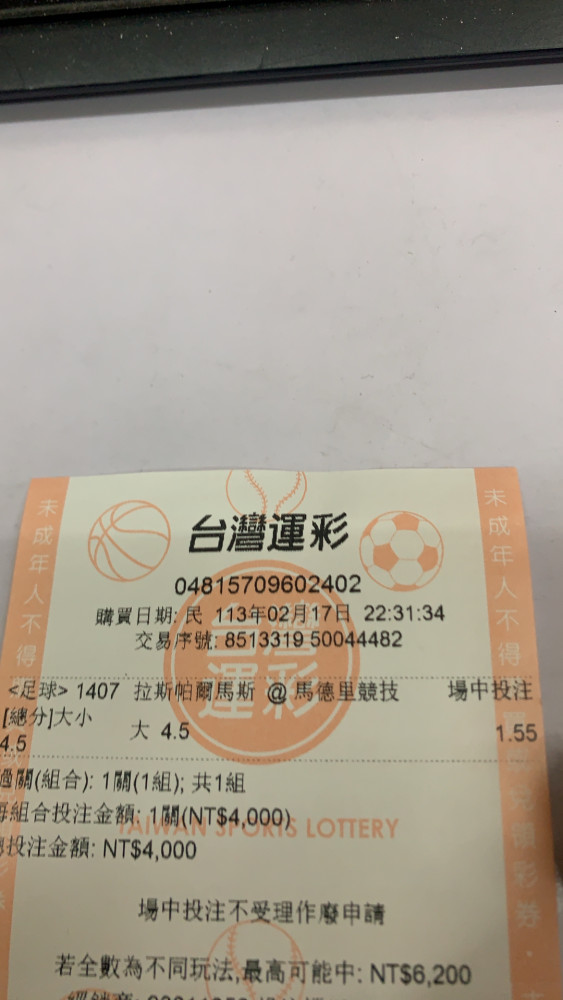 台灣運彩
04815709602402
購買日期: 民 113年02月17日 22:31:34
交易序號: 8513319 50044482
<足球> 1407 拉斯帕爾馬斯 @ 馬德里競技 場中投注
[總分]大小 大 4.5 1.55
4.5
過關(組合): 1關(1組); 共1組
每組合投注金額: 1關(NT$4,000)
TAIWAN SPORTS LOTTERY
總投注金額: NT$4,000
場中投注不受理作廢申請
若全數為不同玩法,最高可能中: NT$6,200
未成年人不得
未成年人不得